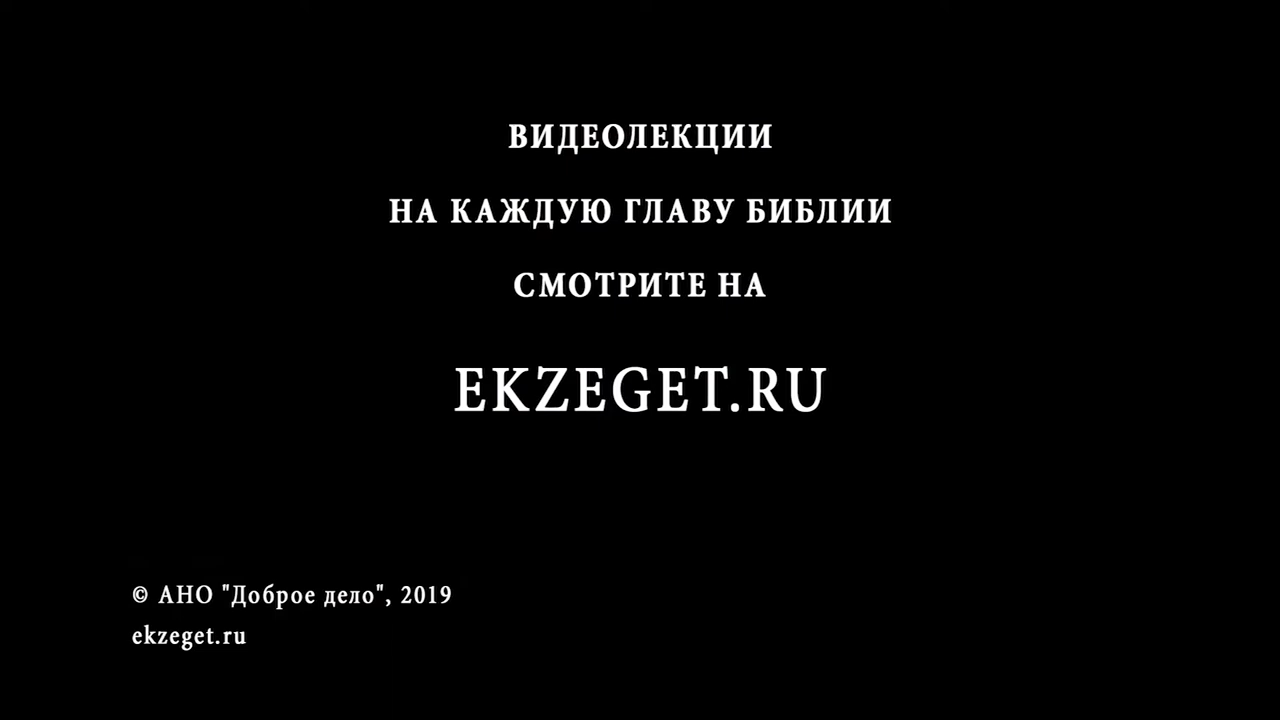 ВИДЕОЛЕКЦИИ
НА КАЖДУЮ ГЛАВУ БИБЛИИ
СМОТРИТЕ НА
EKZEGET.RU
© АНО "Доброе дело", 2019
ekzeget.ru